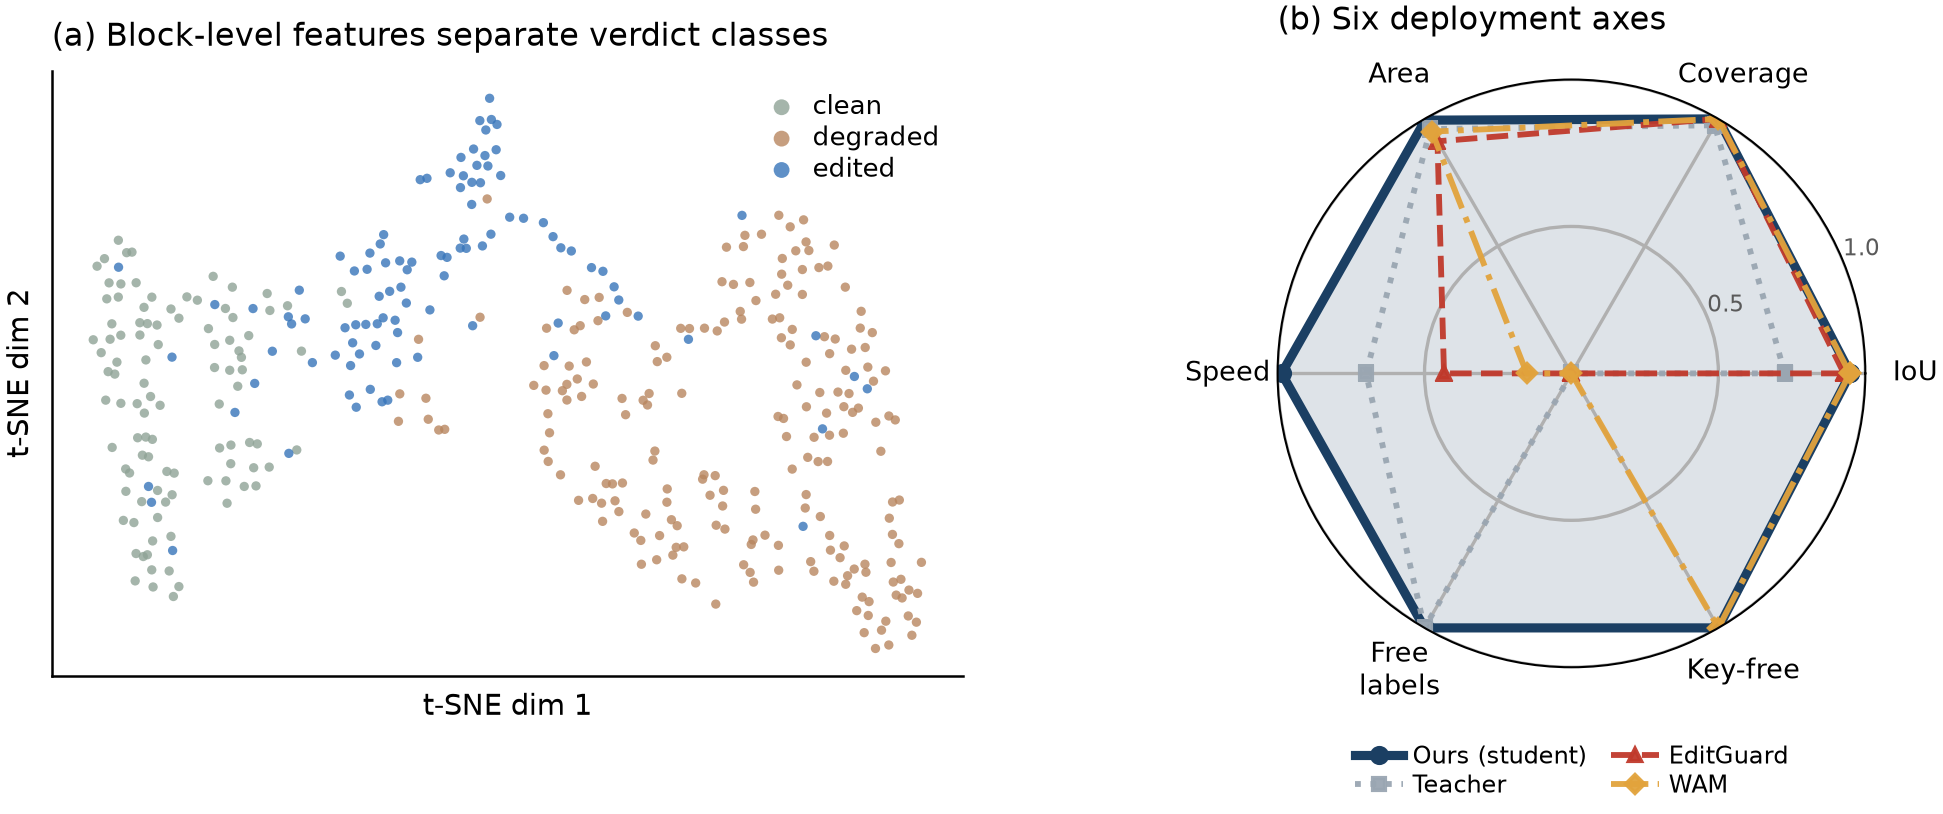 (a) Block-level features separate verdict classes
clean
degraded
edited
t-SNE dim 2
t-SNE dim 1
(b) Six deployment axes
Area
Coverage
1.0
0.5
Speed
IoU
Free
labels
Key-free
Ours (student)
Teacher
EditGuard
WAM